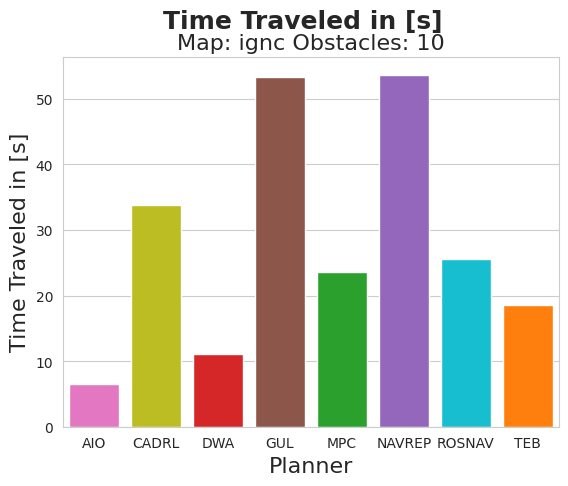 Time Traveled in [s]
Map: ignc Obstacles: 10
Time Traveled in [s]
50
40
30
20
10
0
AIO CADRL DWA GUL MPC NAVREP ROSNAV TEB
Planner